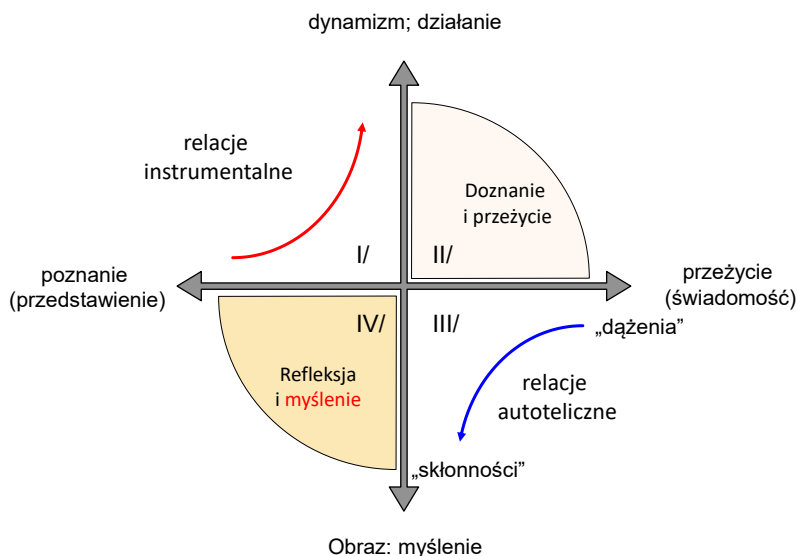 dynamizm; działanie
relacje
instrumentalne
Doznanie
i przeżycie
I/
II/
poznanie
(przedstawienie)
przeżycie
(świadomość)
IV/
III/
„dążenia”
Refleksja
i myślenie
relacje
autoteliczne
„skłonności”
Obraz; myślenie